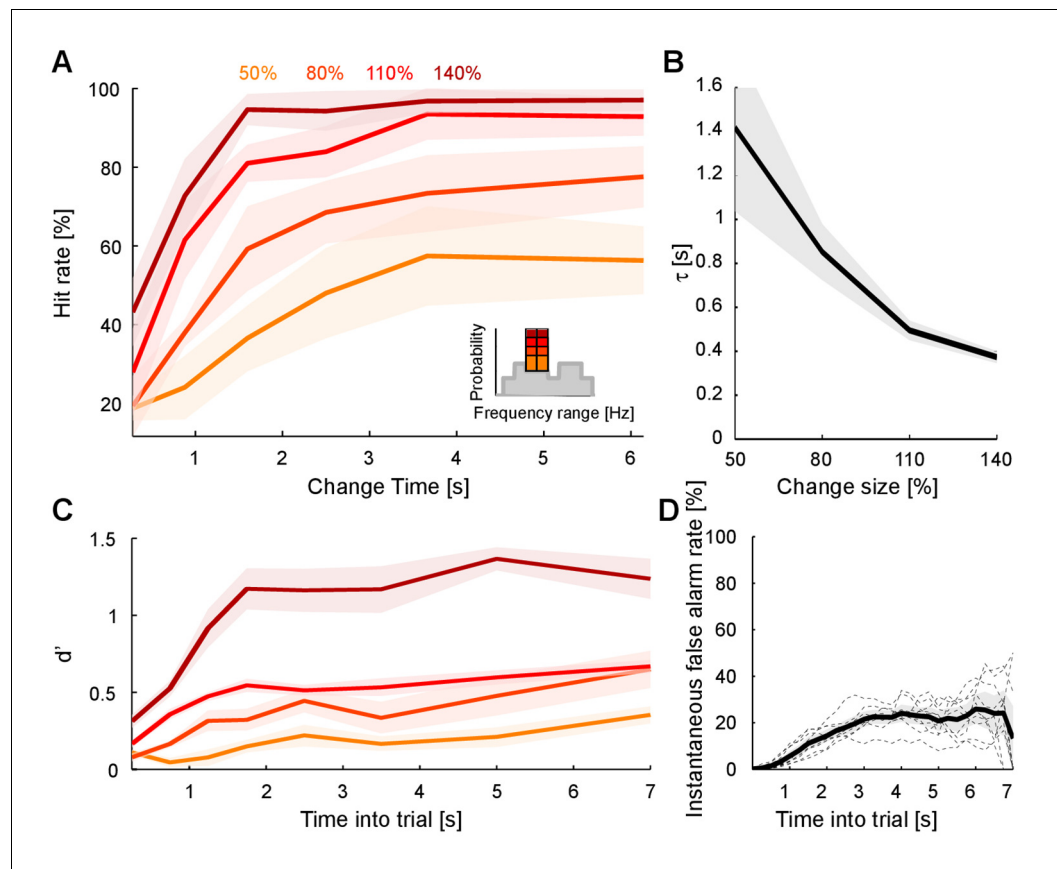 A
50% 80% 110% 140%
100
80
60
40
20
Hit rate [%]
1 2 3 4 5 6
Change Time [s]
Probability
Frequency range [Hz]
B
1.6
1.4
1.2
1
0.8
0.6
0.4
0.2
0
τ [s]
50 80 110 140
Change size [%]
C
1.5
1
0.5
0
d'
1 2 3 4 5 6 7
Time into trial [s]
D
100
80
60
40
20
0
Instantaneous false alarm rate [%]
1 2 3 4 5 6 7
Time into trial [s]